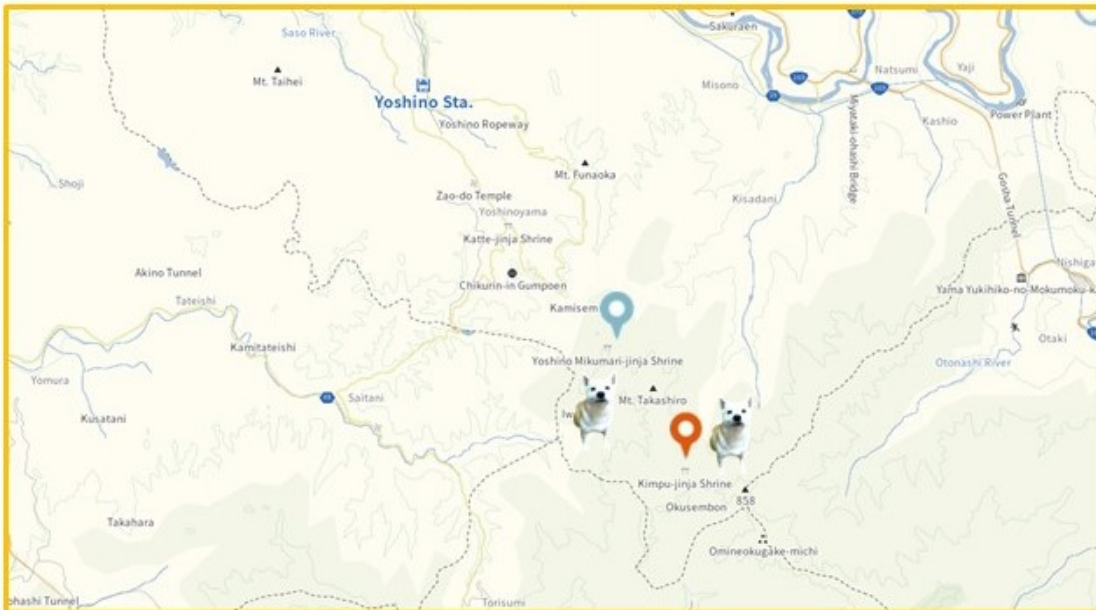 Sakuraen
Saso River
Natsumi
Yaji
Mt. Taihei
Misono
Yoshino Sta.
Power Plant
Kashio
Yoshino Ropeway
Miyataki-ohashi Bridge
Mt. Funaoka
Shoji
Zao-do Temple
Kisadani
Gosha Tunnel
Yoshinoyama
Katte-jinja Shrine
Nishiga
Akino Tunnel
Chikurin-in Gumpoen
Yama Yukihiko-no-Mokumoku-k
Tateishi
Kamisem
Otaki
Kamitateishi
Yoshino Mikumari-jinja Shrine
Otonashi River
Yomura
Saitani
Mt. Takashiro
Iw
Kusatani
Kimpu-jinja Shrine
858
Okusembon
Takahara
Omineokugake-michi
ohashi Tunnel
Torisumi